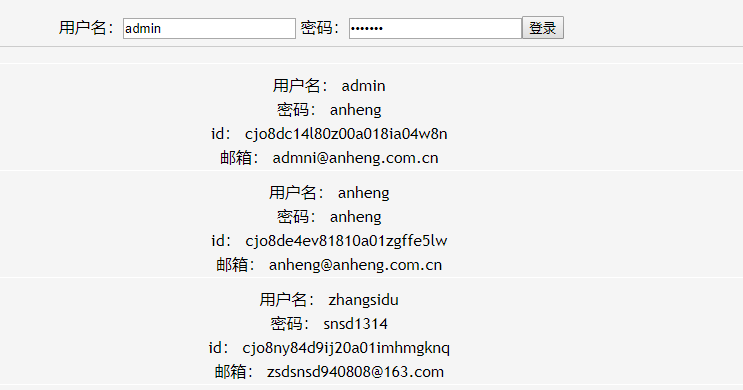 用户名：admin 密码：••••••• 登录
用户名： admin
密码： anheng
id： cjo8dc14l80z00a018ia04w8n
邮箱： admni@anheng.com.cn
用户名： anheng
密码： anheng
id： cjo8de4ev81810a01zgffe5lw
邮箱： anheng@anheng.com.cn
用户名： zhangsidu
密码： snsd1314
id： cjo8ny84d9ij20a01imhmgknq
邮箱： zsdsnsd940808@163.com